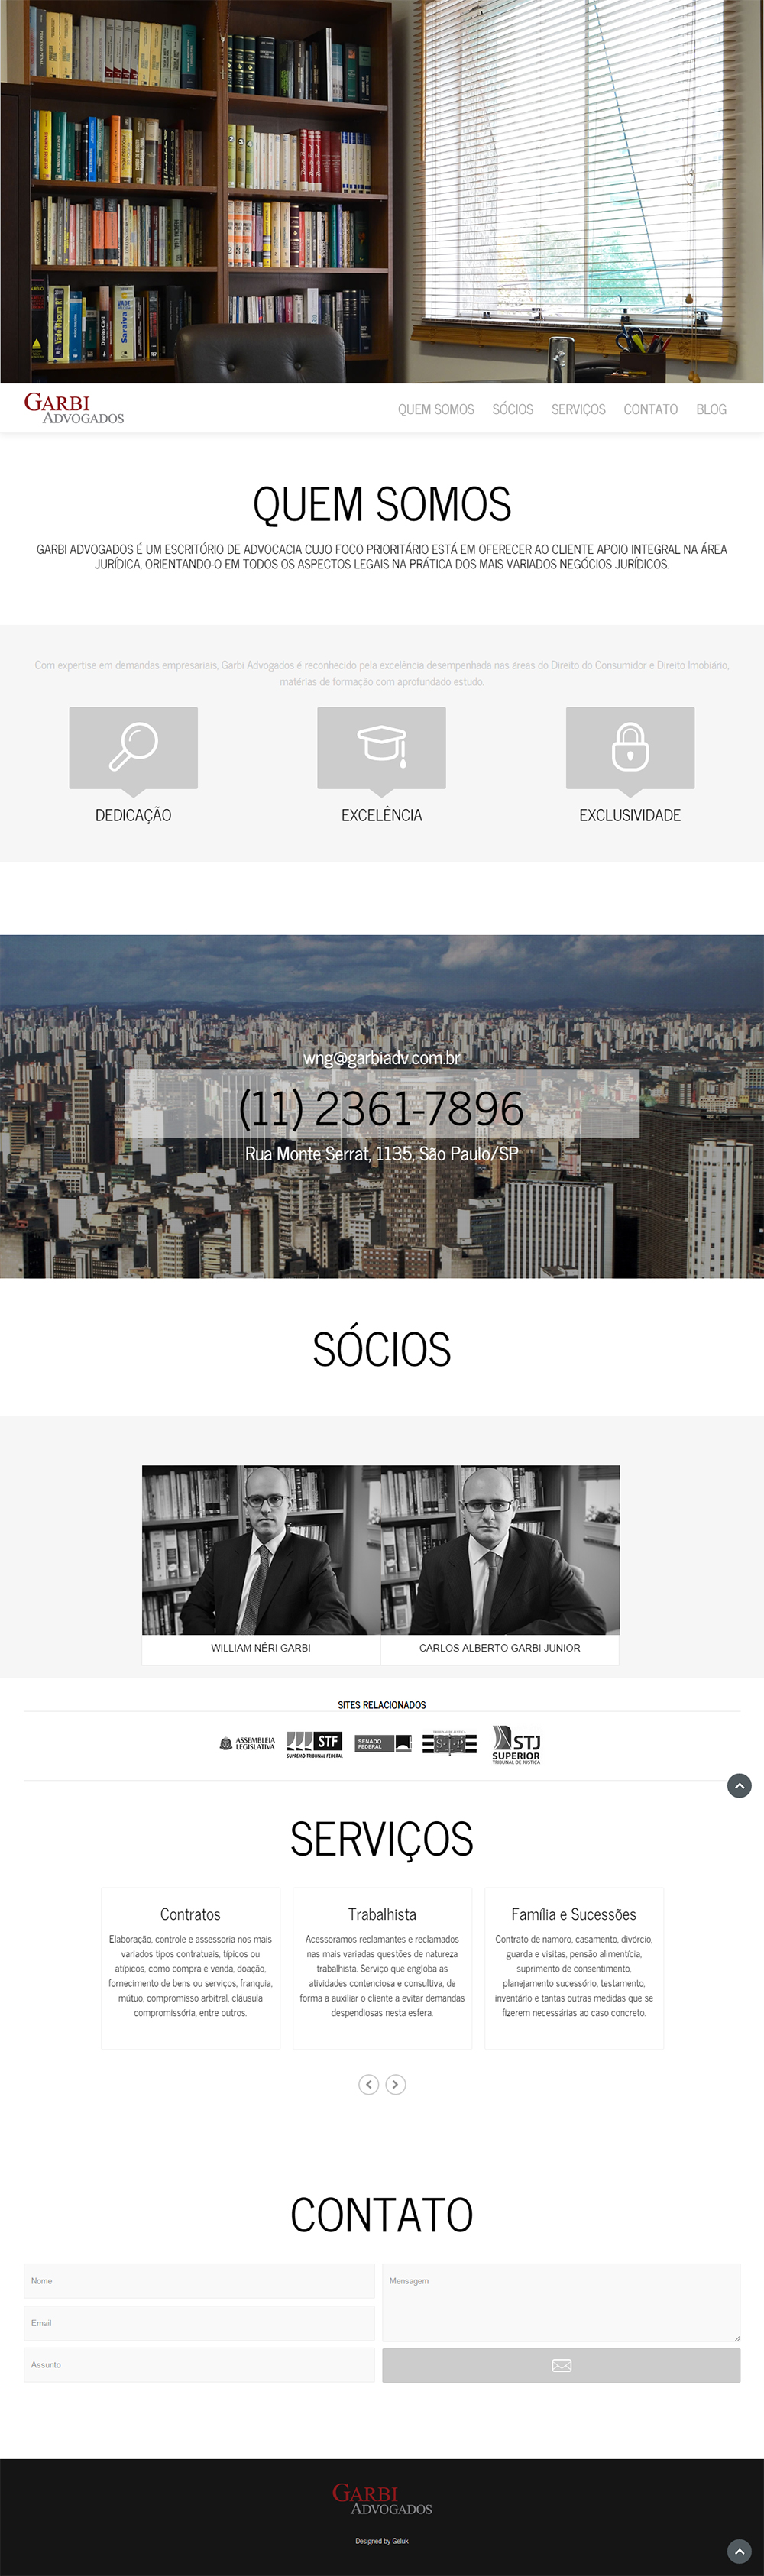 GARBI
ADVOGADOS
QUEM SOMOS SÓCIOS SERVIÇOS CONTATO BLOG
QUEM SOMOS
GARBI ADVOGADOS É UM ESCRITÓRIO DE ADVOCACIA CUJO FOCO PRIORITÁRIO ESTÁ EM OFERECER AO CLIENTE APOIO INTEGRAL NA ÁREA
JURÍDICA, ORIENTANDO-O EM TODOS OS ASPECTOS LEGAIS NA PRÁTICA DOS MAIS VARIADOS NEGÓCIOS JURÍDICOS.
Com expertise em demandas empresariais, Garbi Advogados é reconhecido pela excelência desempenhada nas áreas do Direito do Consumidor e Direito Imobiário,
matérias de formação com aprofundado estudo.
DEDICAÇÃO
EXCELÊNCIA
EXCLUSIVIDADE
wng@garbiadv.com.br
(11) 2361-7896
Rua Monte Serrat, 1135, São Paulo/SP
SÓCIOS
WILLIAM NÉRI GARBI
CARLOS ALBERTO GARBI JUNIOR
SITES RELACIONADOS
ASSEMBLEIA
LEGISLATIVA
STF
SUPREMO TRIBUNAL FEDERAL
SENADO
FEDERAL
STJ
SUPERIOR
TRIBUNAL DE JUSTIÇA
SERVIÇOS
Contratos
Elaboração, controle e assessoria nos mais
variados tipos contratuais, típicos ou
atípicos, como compra e venda, doação,
fornecimento de bens ou serviços, franquia,
mútuo, compromisso arbitral, cláusula
compromissória, entre outros.
Trabalhista
Acessoramos reclamantes e reclamados
nas mais variadas questões de natureza
trabalhista. Serviço que engloba as
atividades contenciosa e consultiva, de
forma a auxiliar o cliente a evitar demandas
despendiosas nesta esfera.
Família e Sucessões
Contrato de namoro, casamento, divórcio,
guarda e visitas, pensão alimentícia,
suprimento de consentimento,
planejamento sucessório, testamento,
inventário e tantas outras medidas que se
fizerem necessárias ao caso concreto.
CONTATO
Nome
Email
Assunto
Mensagem
GARBI
ADVOGADOS
Designed by Geluk